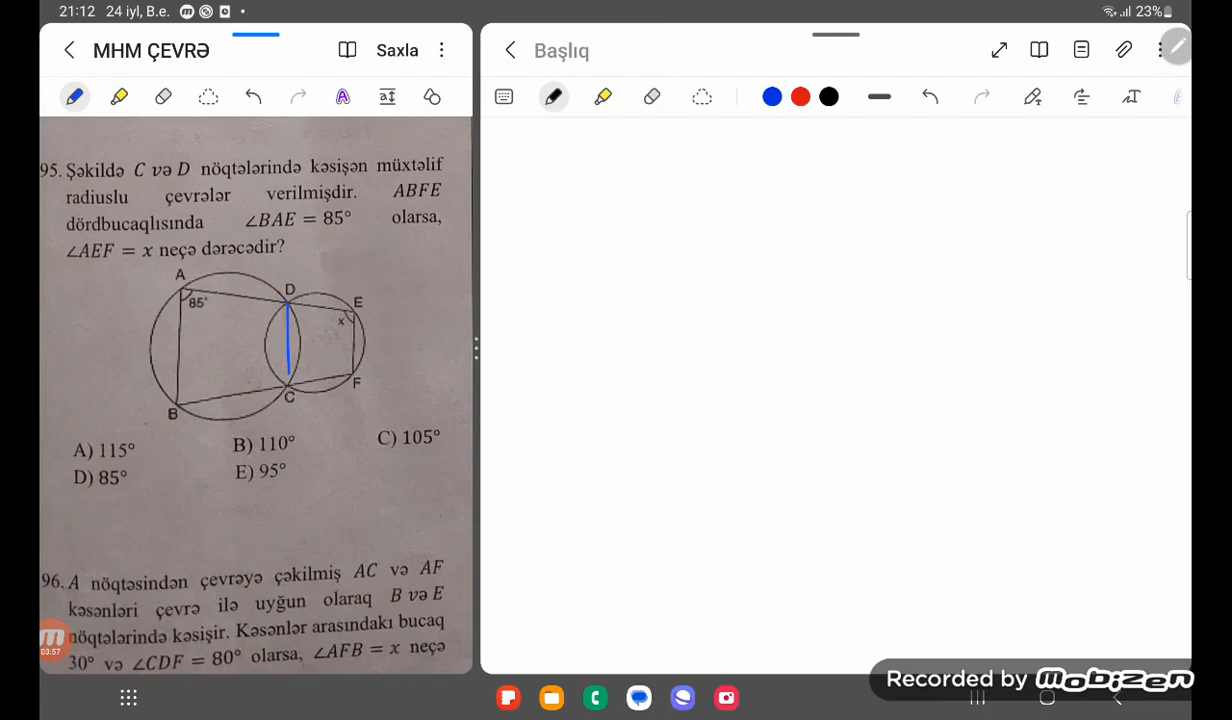 21:12 24 iyl, B.e.
23%
MHM ÇEVRƏ
Saxla
Başlıq
95. Şəkildə C və D nöqtələrində kəsişən müxtəlif
radiuslu çevrələr verilmişdir. ABFE
dördbucaqlısında ∠BAE = 85° olarsa,
∠AEF = x neçə dərəcədir?
A
D
E
85°
x
B
C
F
A) 115°
B) 110°
C) 105°
D) 85°
E) 95°
96. A nöqtəsindən çevrəyə çəkilmiş AC və AF
kəsənləri çevrə ilə uyğun olaraq B və E
nöqtələrində kəsişir. Kəsənlər arasındakı bucaq
30° və ∠CDF = 80° olarsa, ∠AFB = x neçə
03:57
Recorded by mobizen